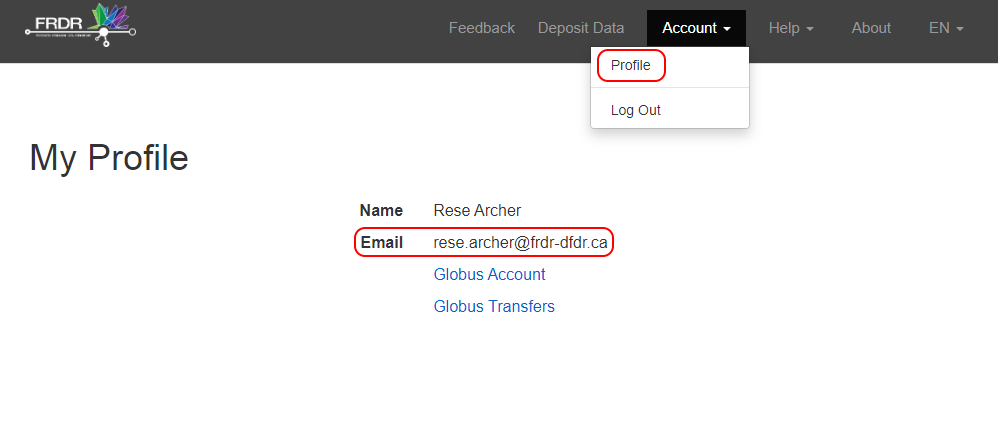 FRDR
Feedback Deposit Data Account Help About EN
Profile
Log Out
My Profile
Name Rese Archer
Email rese.archer@frdr-dfdr.ca
Globus Account
Globus Transfers